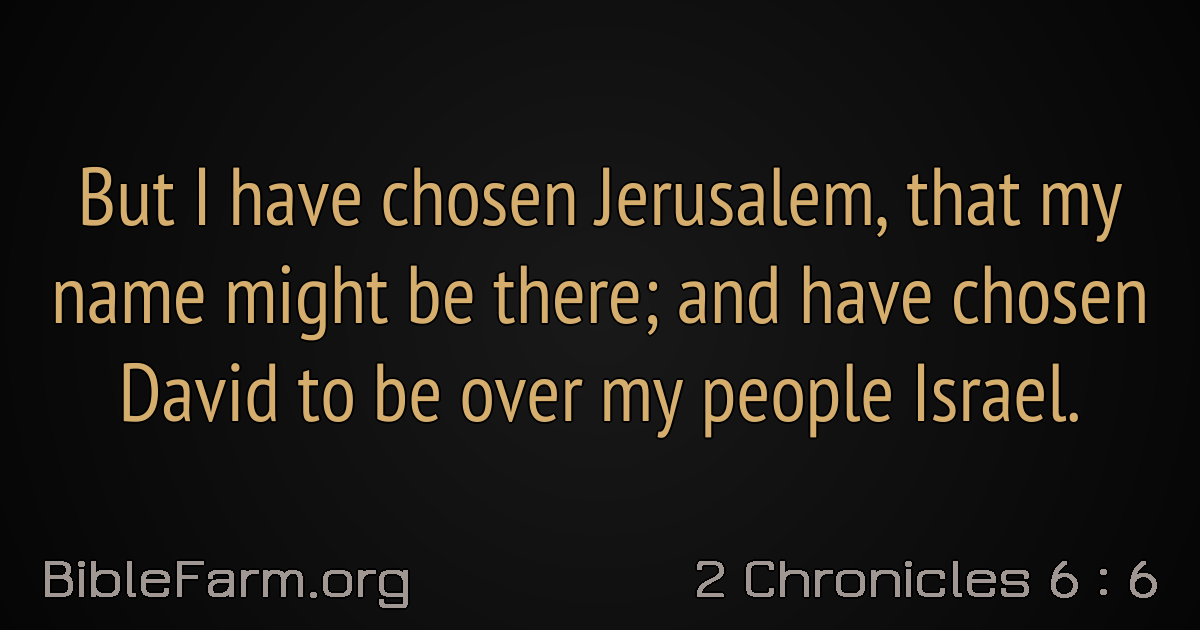 But I have chosen Jerusalem, that my
name might be there; and have chosen
David to be over my people Israel.
BibleFarm.org
2 Chronicles 6 : 6